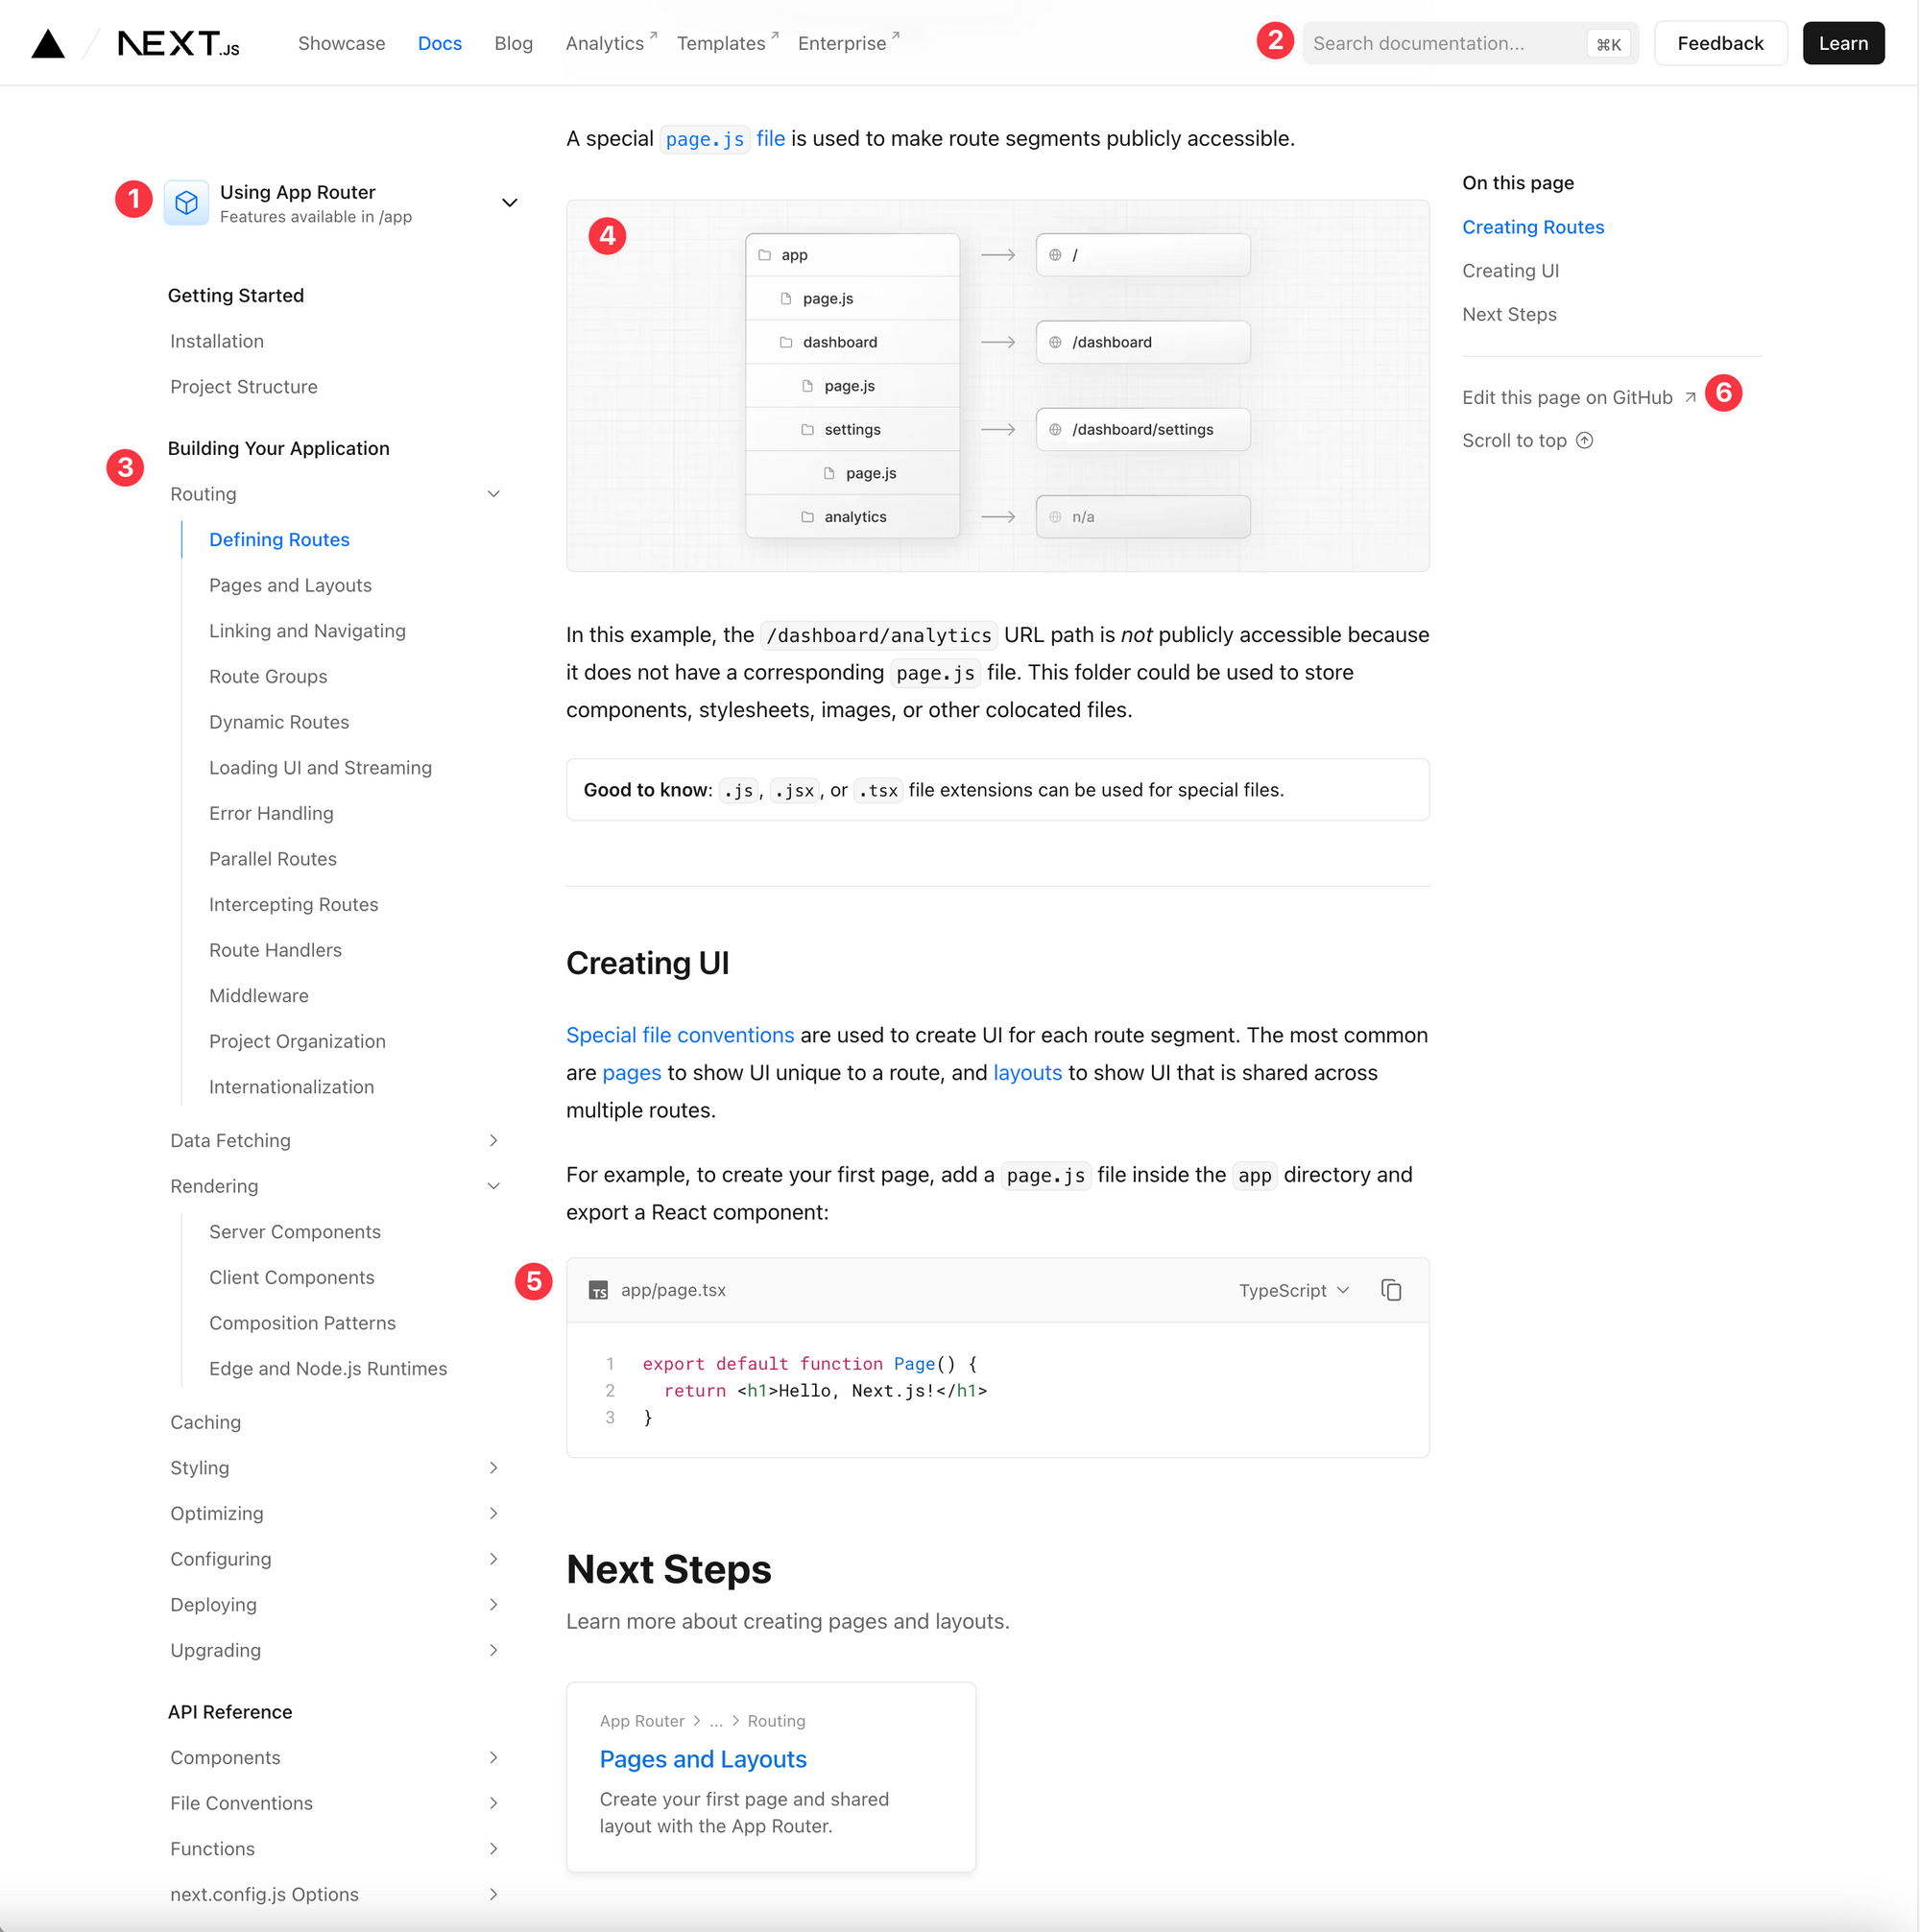 NEXT.JS
Showcase
Docs
Blog
Analytics
Templates
Enterprise
2
Search documentation...
⌘K
Feedback
Learn
1
Using App Router
Features available in /app
Getting Started
Installation
Project Structure
3
Building Your Application
Routing
Defining Routes
Pages and Layouts
Linking and Navigating
Route Groups
Dynamic Routes
Loading UI and Streaming
Error Handling
Parallel Routes
Intercepting Routes
Route Handlers
Middleware
Project Organization
Internationalization
Data Fetching
Rendering
Server Components
Client Components
Composition Patterns
Edge and Node.js Runtimes
Caching
Styling
Optimizing
Configuring
Deploying
Upgrading
API Reference
Components
File Conventions
Functions
next.config.js Options
A special page.js file is used to make route segments publicly accessible.
4
app
/
page.js
dashboard
/dashboard
page.js
settings
/dashboard/settings
page.js
analytics
n/a
In this example, the /dashboard/analytics URL path is not publicly accessible because
it does not have a corresponding page.js file. This folder could be used to store
components, stylesheets, images, or other colocated files.
Good to know: .js, .jsx, or .tsx file extensions can be used for special files.
Creating UI
Special file conventions are used to create UI for each route segment. The most common
are pages to show UI unique to a route, and layouts to show UI that is shared across
multiple routes.
For example, to create your first page, add a page.js file inside the app directory and
export a React component:
5
TS app/page.tsx
TypeScript
1 export default function Page() {
2 return <h1>Hello, Next.js!</h1>
3 }
Next Steps
Learn more about creating pages and layouts.
App Router > ... > Routing
Pages and Layouts
Create your first page and shared
layout with the App Router.
On this page
Creating Routes
Creating UI
Next Steps
Edit this page on GitHub
6
Scroll to top